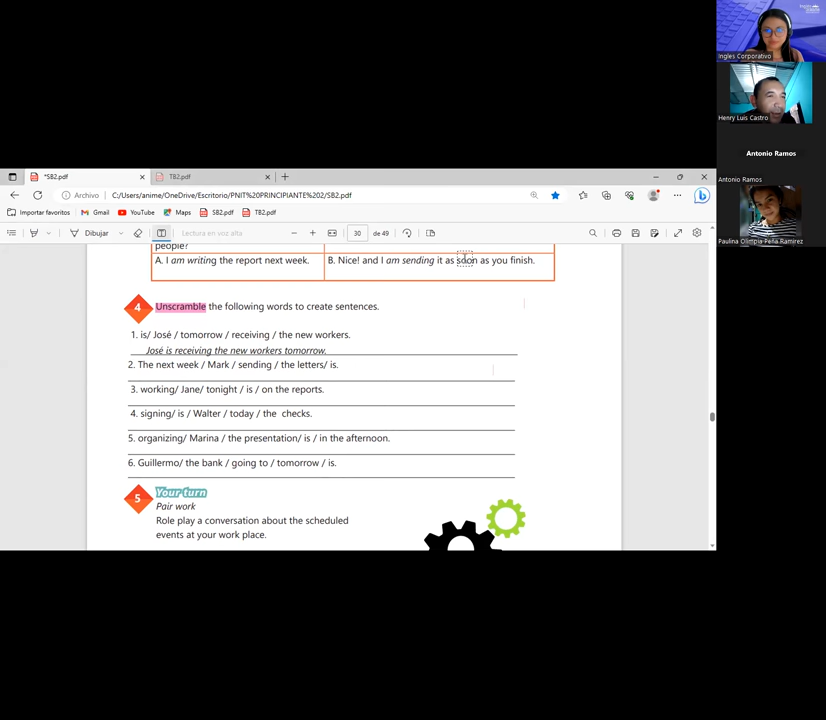 Ingles Corporativo
Henry Luis Castro
Antonio Ramos
Antonio Ramos
Paulina Olimpia Peña Ramirez
*SB2.pdf
TB2.pdf
Archivo
C:/Users/anime/OneDrive/Escritorio/PNIT%20PRINCIPIANTE%202/SB2.pdf
Importar favoritos
Gmail
YouTube
Maps
SB2.pdf
TB2.pdf
Dibujar
Lectura en voz alta
30
de 49
people?
A. I am writing the report next week.
B. Nice! and I am sending it as soon as you finish.
4
Unscramble the following words to create sentences.
1. is/ José / tomorrow / receiving / the new workers.
José is receiving the new workers tomorrow.
2. The next week / Mark / sending / the letters/ is.
3. working/ Jane/ tonight / is / on the reports.
4. signing/ is / Walter / today / the checks.
5. organizing/ Marina / the presentation/ is / in the afternoon.
6. Guillermo/ the bank / going to / tomorrow / is.
5
Your turn
Pair work
Role play a conversation about the scheduled
events at your work place.